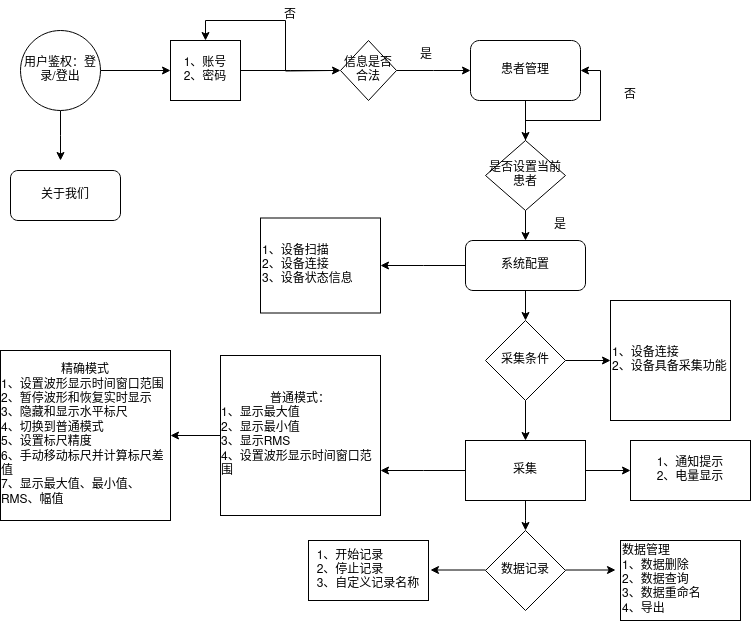 否
用户鉴权：登
录/登出
1、账号
2、密码
信息是否
合法
是
患者管理
否
关于我们
是否设置当前
患者
是
1、设备扫描
2、设备连接
3、设备状态信息
系统配置
采集条件
1、设备连接
2、设备具备采集功能
精确模式
1、设置波形显示时间窗口范围
2、暂停波形和恢复实时显示
3、隐藏和显示水平标尺
4、切换到普通模式
5、设置标尺精度
6、手动移动标尺并计算标尺差
值
7、显示最大值、最小值、
RMS、幅值
普通模式：
1、显示最大值
2、显示最小值
3、显示RMS
4、设置波形显示时间窗口范
围
采集
1、通知提示
2、电量显示
1、开始记录
2、停止记录
3、自定义记录名称
数据记录
数据管理
1、数据删除
2、数据查询
3、数据重命名
4、导出